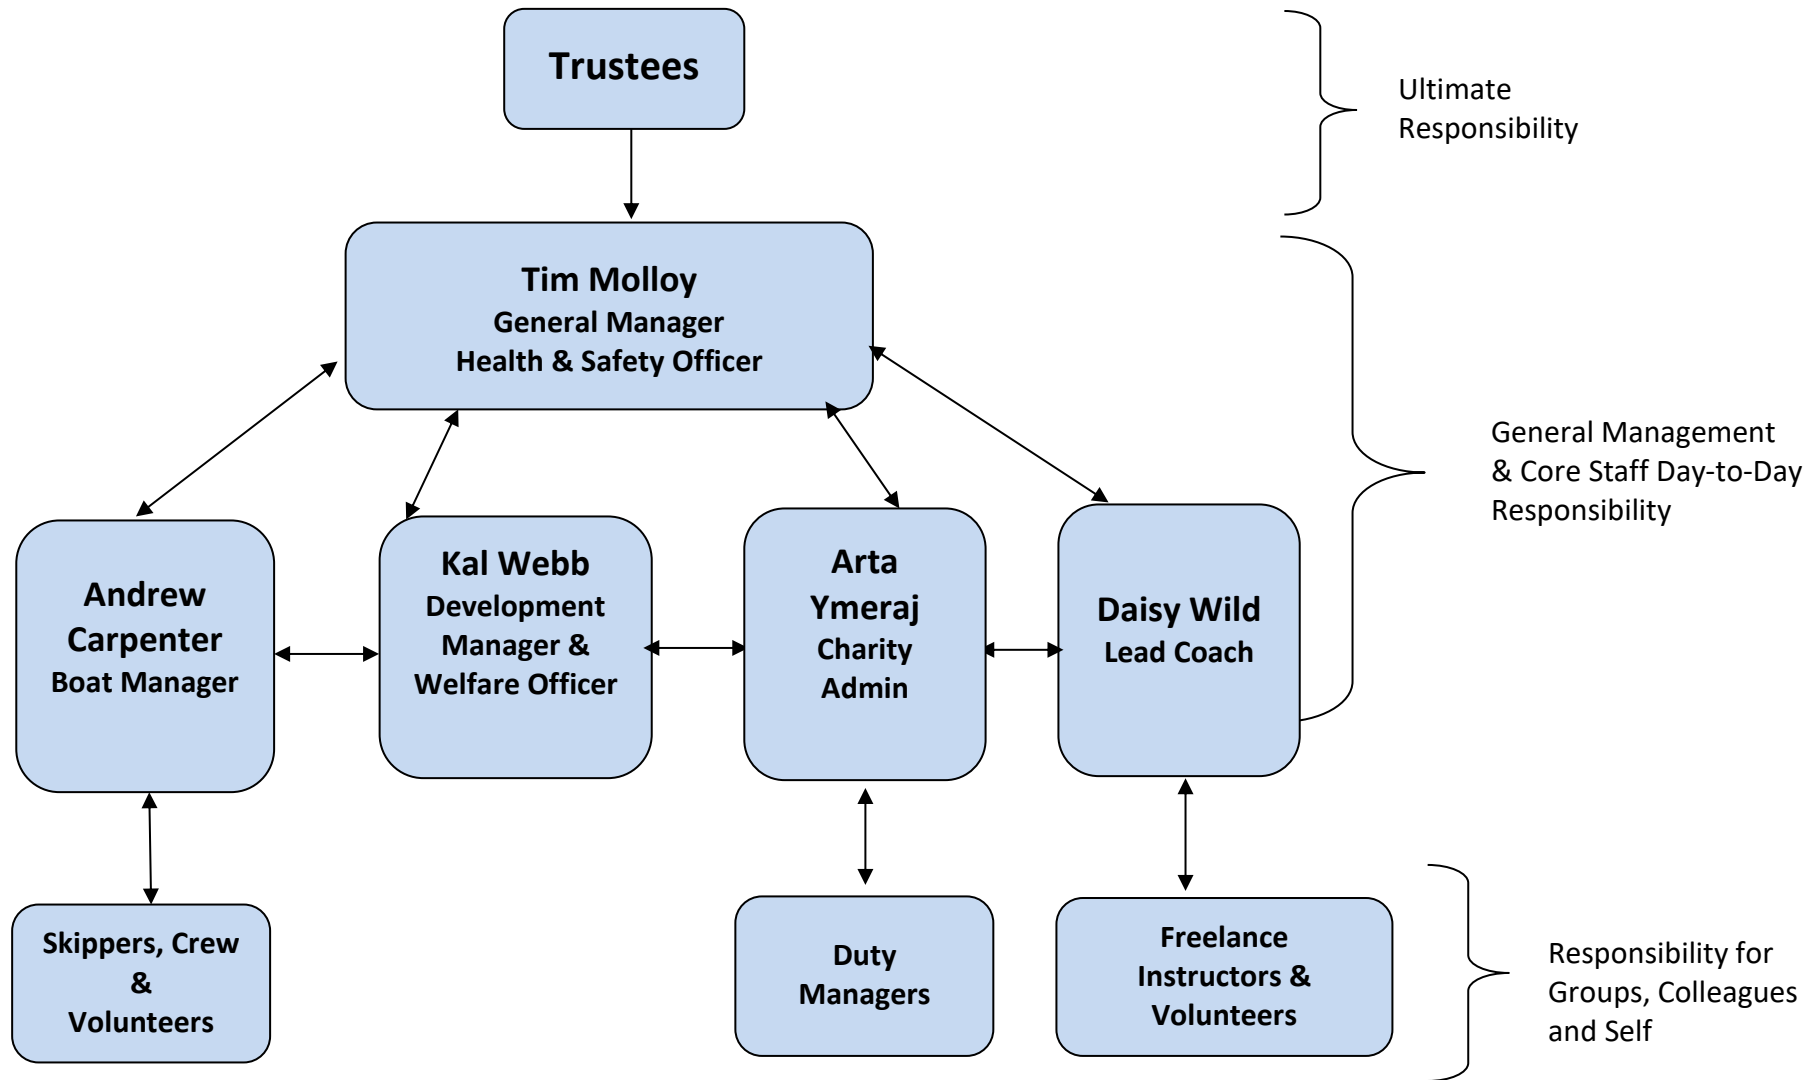 Trustees
Ultimate
Responsibility
Tim Molloy
General Manager
Health & Safety Officer
General Management
& Core Staff Day-to-Day
Responsibility
Andrew
Carpenter
Boat Manager
Kal Webb
Development
Manager &
Welfare Officer
Arta
Ymeraj
Charity
Admin
Daisy Wild
Lead Coach
Skippers, Crew
&
Volunteers
Duty
Managers
Freelance
Instructors &
Volunteers
Responsibility for
Groups, Colleagues
and Self